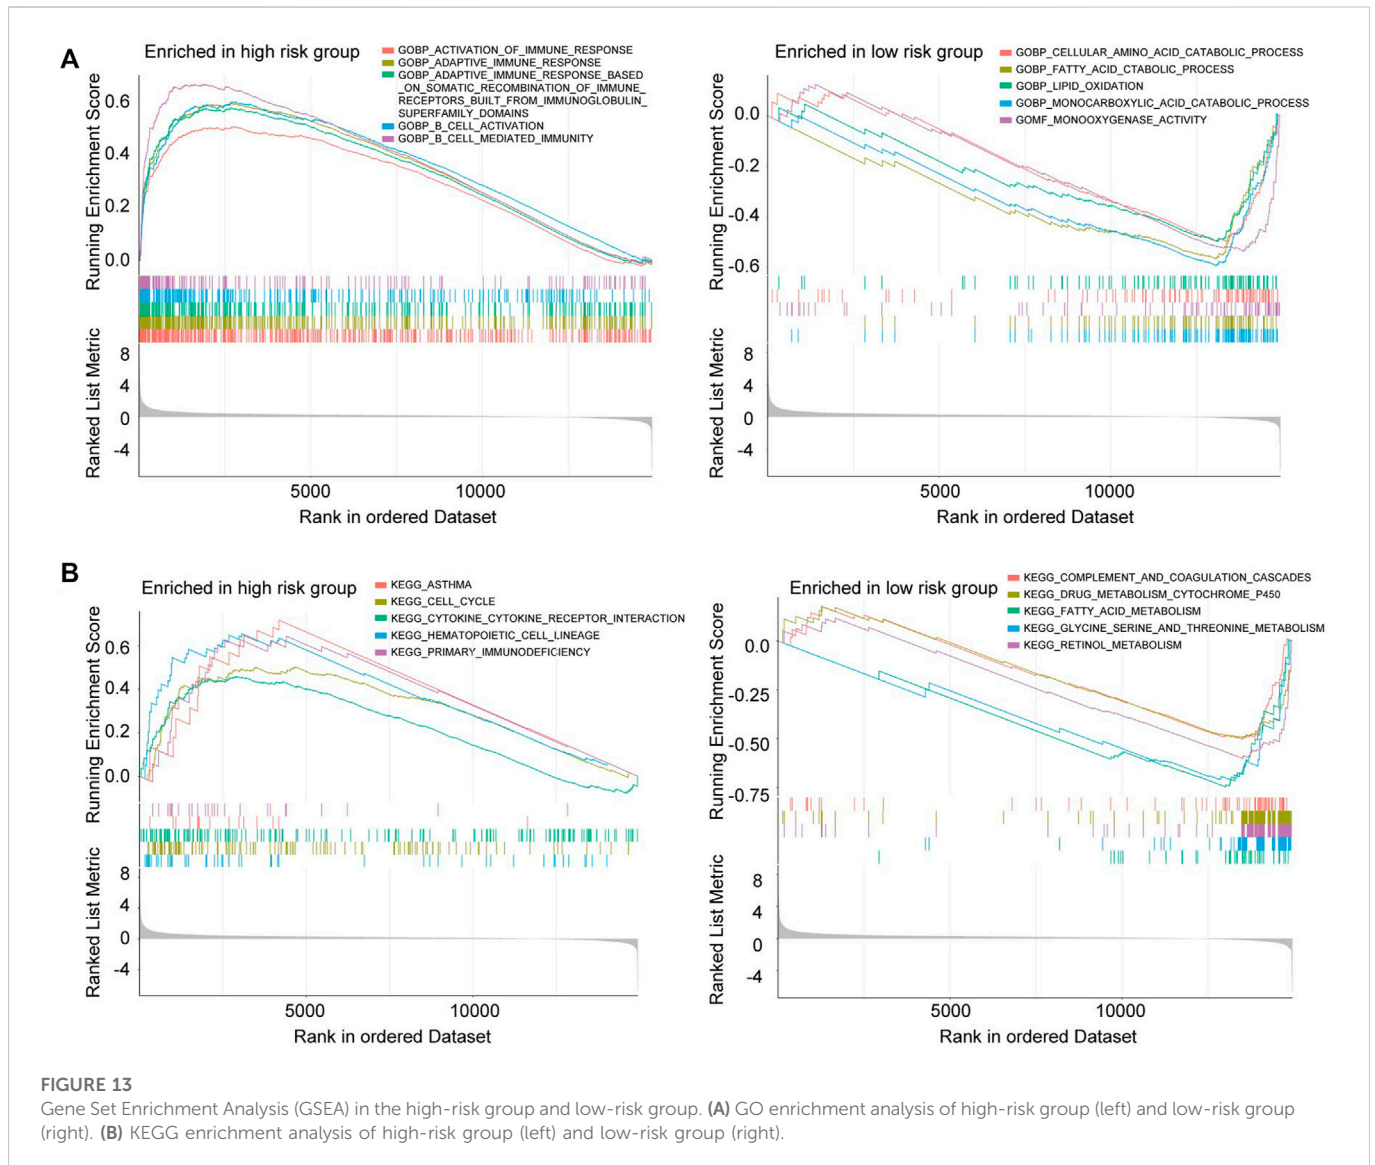 A
Enriched in high risk group
GOBP_ACTIVATION_OF_IMMUNE_RESPONSE
GOBP_ADAPTIVE_IMMUNE_RESPONSE
GOBP_ADAPTIVE_IMMUNE_RESPONSE_BASED
_ON_SOMATIC_RECOMBINATION_OF_IMMUNE_
RECEPTORS_BUILT_FROM_IMMUNOGLOBULIN_
SUPERFAMILY_DOMAINS
GOBP_B_CELL_ACTIVATION
GOBP_B_CELL_MEDIATED_IMMUNITY
Running Enrichment Score
0.6
0.4
0.2
0.0
Ranked List Metric
8
4
0
-4
5000
10000
Rank in ordered Dataset
Enriched in low risk group
GOBP_CELLULAR_AMINO_ACID_CATABOLIC_PROCESS
GOBP_FATTY_ACID_CTABOLIC_PROCESS
GOBP_LIPID_OXIDATION
GOBP_MONOCARBOXYLIC_ACID_CATABOLIC_PROCESS
GOMF_MONOOXYGENASE_ACTIVITY
Running Enrichment Score
0.0
-0.2
-0.4
-0.6
Ranked List Metric
8
4
0
-4
5000
10000
Rank in ordered Dataset
B
Enriched in high risk group
KEGG_ASTHMA
KEGG_CELL_CYCLE
KEGG_CYTOKINE_CYTOKINE_RECEPTOR_INTERACTION
KEGG_HEMATOPOIETIC_CELL_LINEAGE
KEGG_PRIMARY_IMMUNODEFICIENCY
Running Enrichment Score
0.6
0.4
0.2
0.0
Ranked List Metric
8
4
0
-4
5000
10000
Rank in ordered Dataset
Enriched in low risk group
KEGG_COMPLEMENT_AND_COAGULATION_CASCADES
KEGG_DRUG_METABOLISM_CYTOCHROME_P450
KEGG_FATTY_ACID_METABOLISM
KEGG_GLYCINE_SERINE_AND_THREONINE_METABOLISM
KEGG_RETINOL_METABOLISM
Running Enrichment Score
0.0
-0.25
-0.50
-0.75
Ranked List Metric
8
4
0
-4
5000
10000
Rank in ordered Dataset
FIGURE 13
Gene Set Enrichment Analysis (GSEA) in the high-risk group and low-risk group. (A) GO enrichment analysis of high-risk group (left) and low-risk group
(right). (B) KEGG enrichment analysis of high-risk group (left) and low-risk group (right).